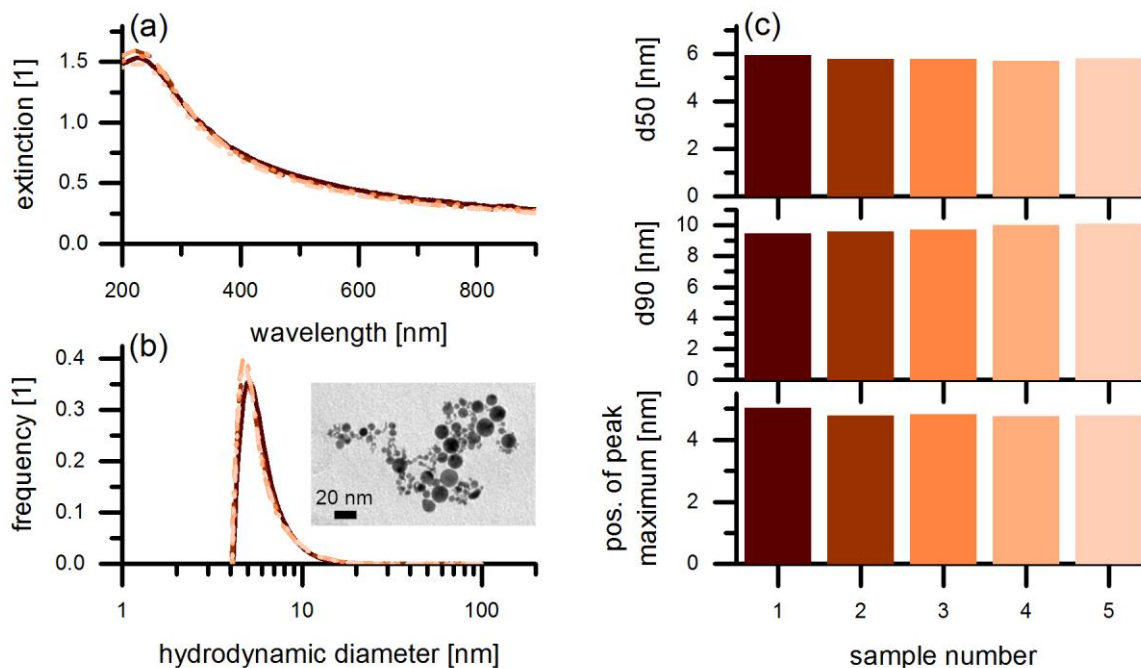 (a)
extinction [1]
1.5
1.0
0.5
0.0
200 400 600 800
wavelength [nm]
(b)
frequency [1]
0.4
0.3
0.2
0.1
0.0
20 nm
1 10 100
hydrodynamic diameter [nm]
(c)
d50 [nm]
6
4
2
0
d90 [nm]
10
8
6
4
2
0
pos. of peak
maximum [nm]
4
2
0
1 2 3 4 5
sample number